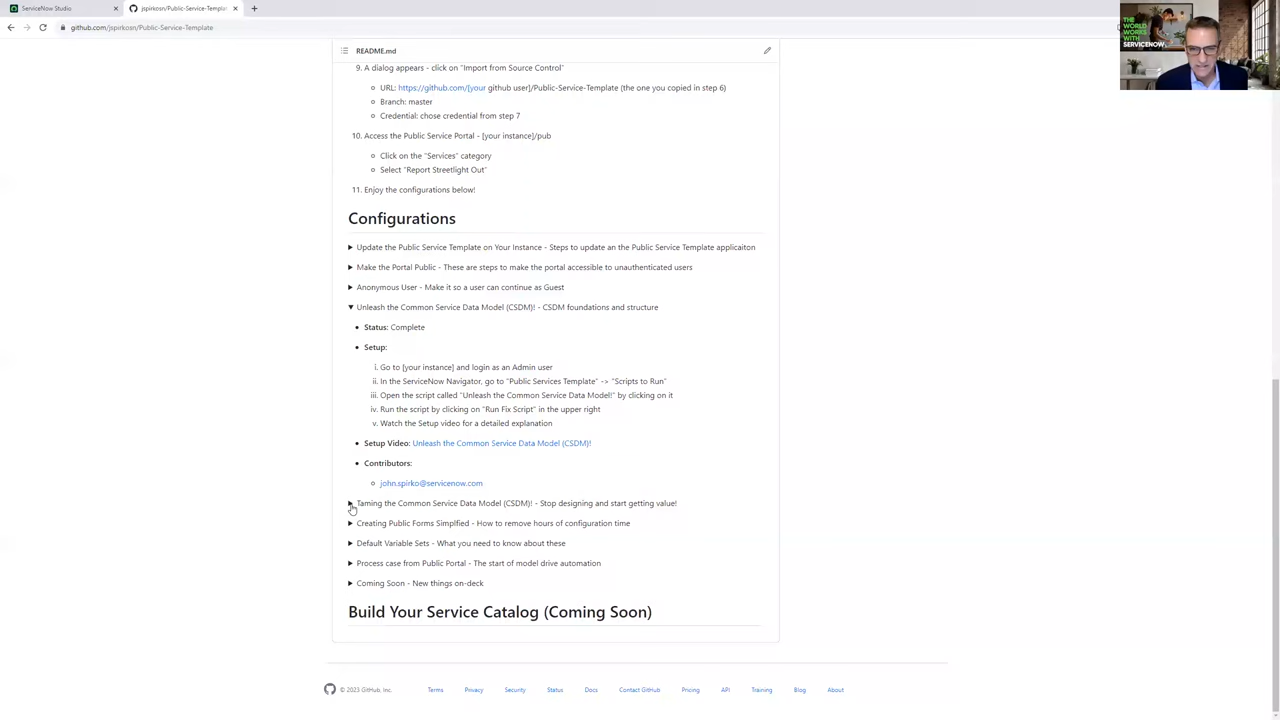 ServiceNow Studio
jspirkosn/Public-Service-Templat
github.com/jspirkosn/Public-Service-Template
THE
WORLD
WORKS
WITH
SERVICENOW
README.md
9. A dialog appears - click on "Import from Source Control"
URL: https://github.com/[your github user]/Public-Service-Template (the one you copied in step 6)
Branch: master
Credential: chose credential from step 7
10. Access the Public Service Portal - [your instance]/pub
Click on the "Services" category
Select "Report Streetlight Out"
11. Enjoy the configurations below!
Configurations
Update the Public Service Template on Your Instance - Steps to update an the Public Service Template applicaiton
Make the Portal Public - These are steps to make the portal accessible to unauthenticated users
Anonymous User - Make it so a user can continue as Guest
Unleash the Common Service Data Model (CSDM)! - CSDM foundations and structure
Status: Complete
Setup:
i. Go to [your instance] and login as an Admin user
ii. In the ServiceNow Navigator, go to "Public Services Template" -> "Scripts to Run"
iii. Open the script called "Unleash the Common Service Data Model!" by clicking on it
iv. Run the script by clicking on "Run Fix Script" in the upper right
v. Watch the Setup video for a detailed explanation
Setup Video: Unleash the Common Service Data Model (CSDM)!
Contributors:
john.spirko@servicenow.com
Taming the Common Service Data Model (CSDM)! - Stop designing and start getting value!
Creating Public Forms Simplfied - How to remove hours of configuration time
Default Variable Sets - What you need to know about these
Process case from Public Portal - The start of model drive automation
Coming Soon - New things on-deck
Build Your Service Catalog (Coming Soon)
© 2023 GitHub, Inc.
Terms
Privacy
Security
Status
Docs
Contact GitHub
Pricing
API
Training
Blog
About